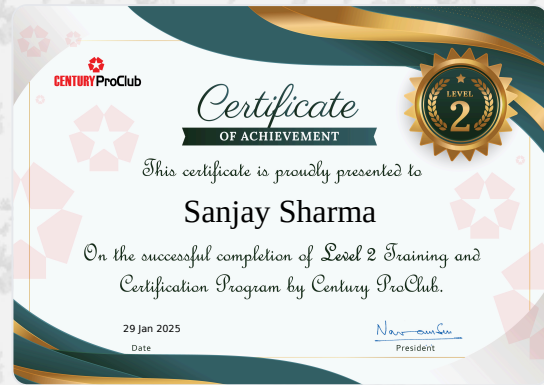 CENTURY ProClub
LEVEL
2
Certificate
OF ACHIEVEMENT
This certificate is proudly presented to
Sanjay Sharma
On the successful completion of Level 2 Training and
Certification Program by Century ProClub.
29 Jan 2025
Date
President